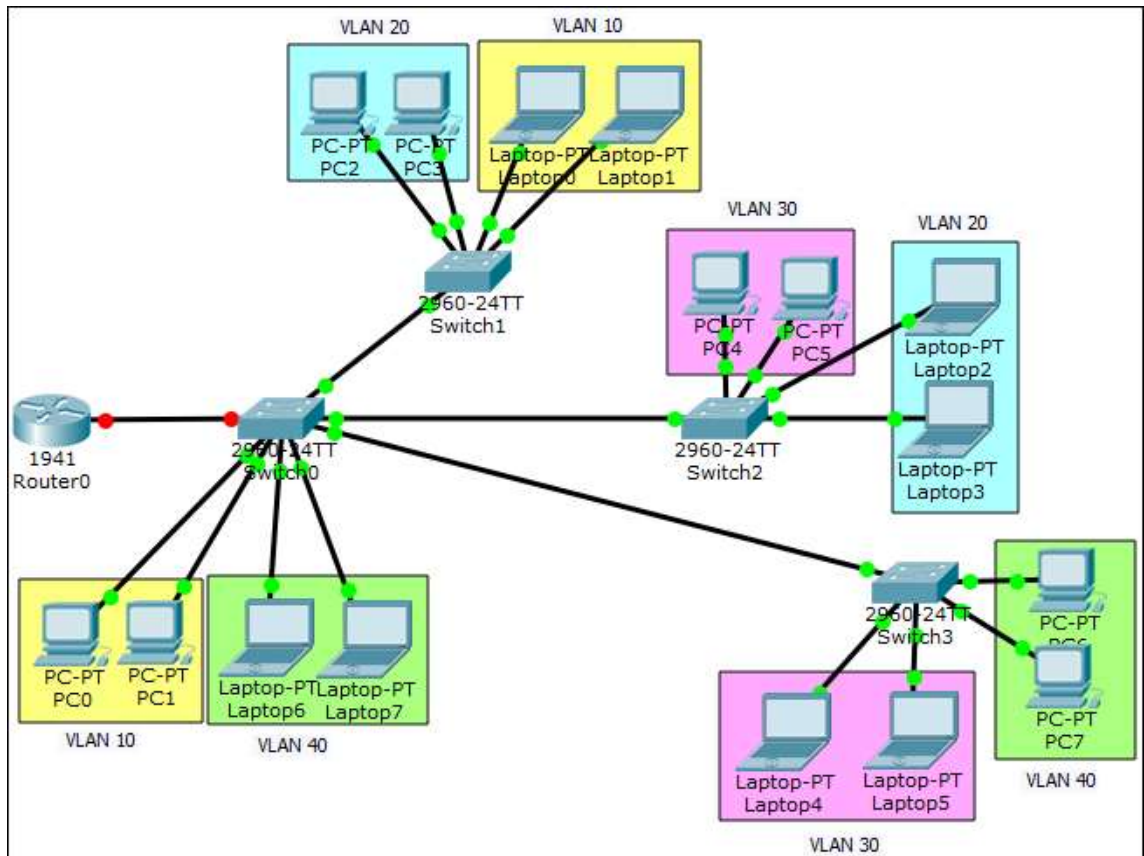 VLAN 20
VLAN 10
PC-PT
PC2
PC-PT
PC3
Laptop-PT
Laptop0
Laptop-PT
Laptop1
2960-24TT
Switch1
VLAN 30
VLAN 20
PC-PT
PC4
PC-PT
PC5
Laptop-PT
Laptop2
Laptop-PT
Laptop3
1941
Router0
2960-24TT
Switch0
2960-24TT
Switch2
PC-PT
PC0
PC-PT
PC1
VLAN 10
Laptop-PT
Laptop6
Laptop-PT
Laptop7
VLAN 40
2960-24TT
Switch3
PC-PT
PC6
PC-PT
PC7
VLAN 40
Laptop-PT
Laptop4
Laptop-PT
Laptop5
VLAN 30